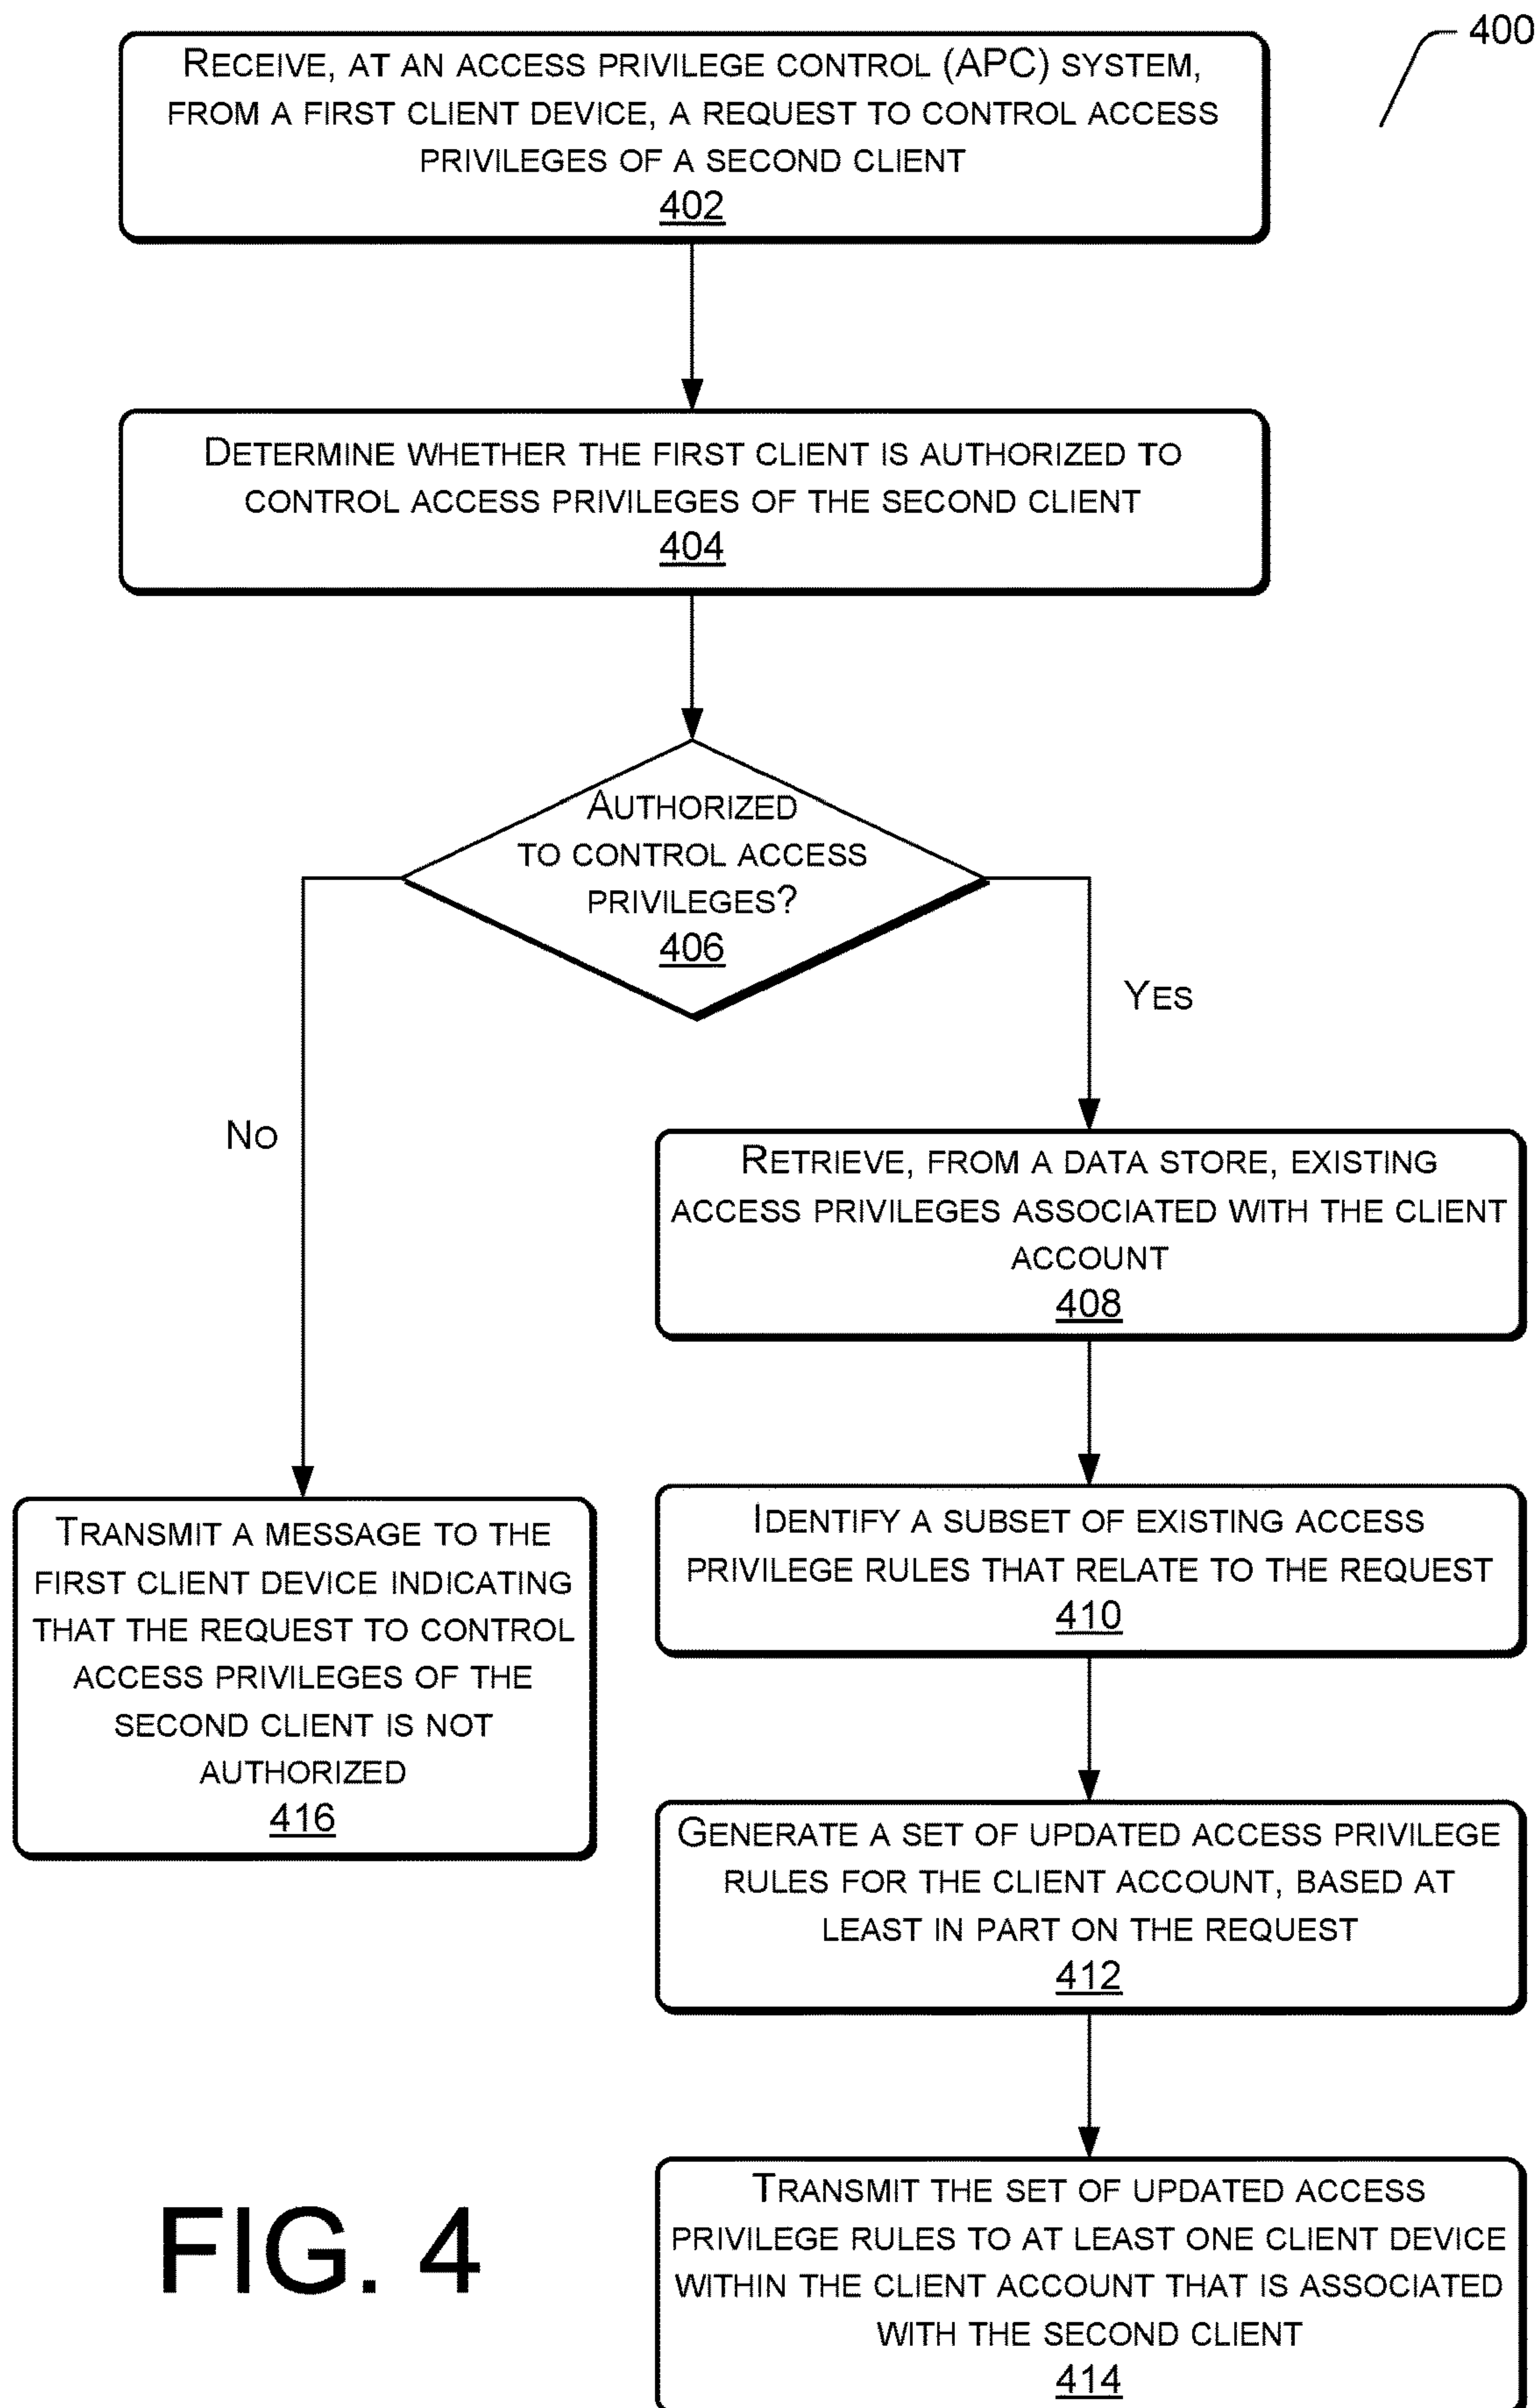 400
RECEIVE, AT AN ACCESS PRIVILEGE CONTROL (APC) SYSTEM,
FROM A FIRST CLIENT DEVICE, A REQUEST TO CONTROL ACCESS
PRIVILEGES OF A SECOND CLIENT
402
DETERMINE WHETHER THE FIRST CLIENT IS AUTHORIZED TO
CONTROL ACCESS PRIVILEGES OF THE SECOND CLIENT
404
AUTHORIZED
TO CONTROL ACCESS
PRIVILEGES?
406
YES
NO
RETRIEVE, FROM A DATA STORE, EXISTING
ACCESS PRIVILEGES ASSOCIATED WITH THE CLIENT
ACCOUNT
408
IDENTIFY A SUBSET OF EXISTING ACCESS
PRIVILEGE RULES THAT RELATE TO THE REQUEST
410
TRANSMIT A MESSAGE TO THE
FIRST CLIENT DEVICE INDICATING
THAT THE REQUEST TO CONTROL
ACCESS PRIVILEGES OF THE
SECOND CLIENT IS NOT
AUTHORIZED
416
GENERATE A SET OF UPDATED ACCESS PRIVILEGE
RULES FOR THE CLIENT ACCOUNT, BASED AT
LEAST IN PART ON THE REQUEST
412
TRANSMIT THE SET OF UPDATED ACCESS
PRIVILEGE RULES TO AT LEAST ONE CLIENT DEVICE
WITHIN THE CLIENT ACCOUNT THAT IS ASSOCIATED
WITH THE SECOND CLIENT
414
FIG. 4